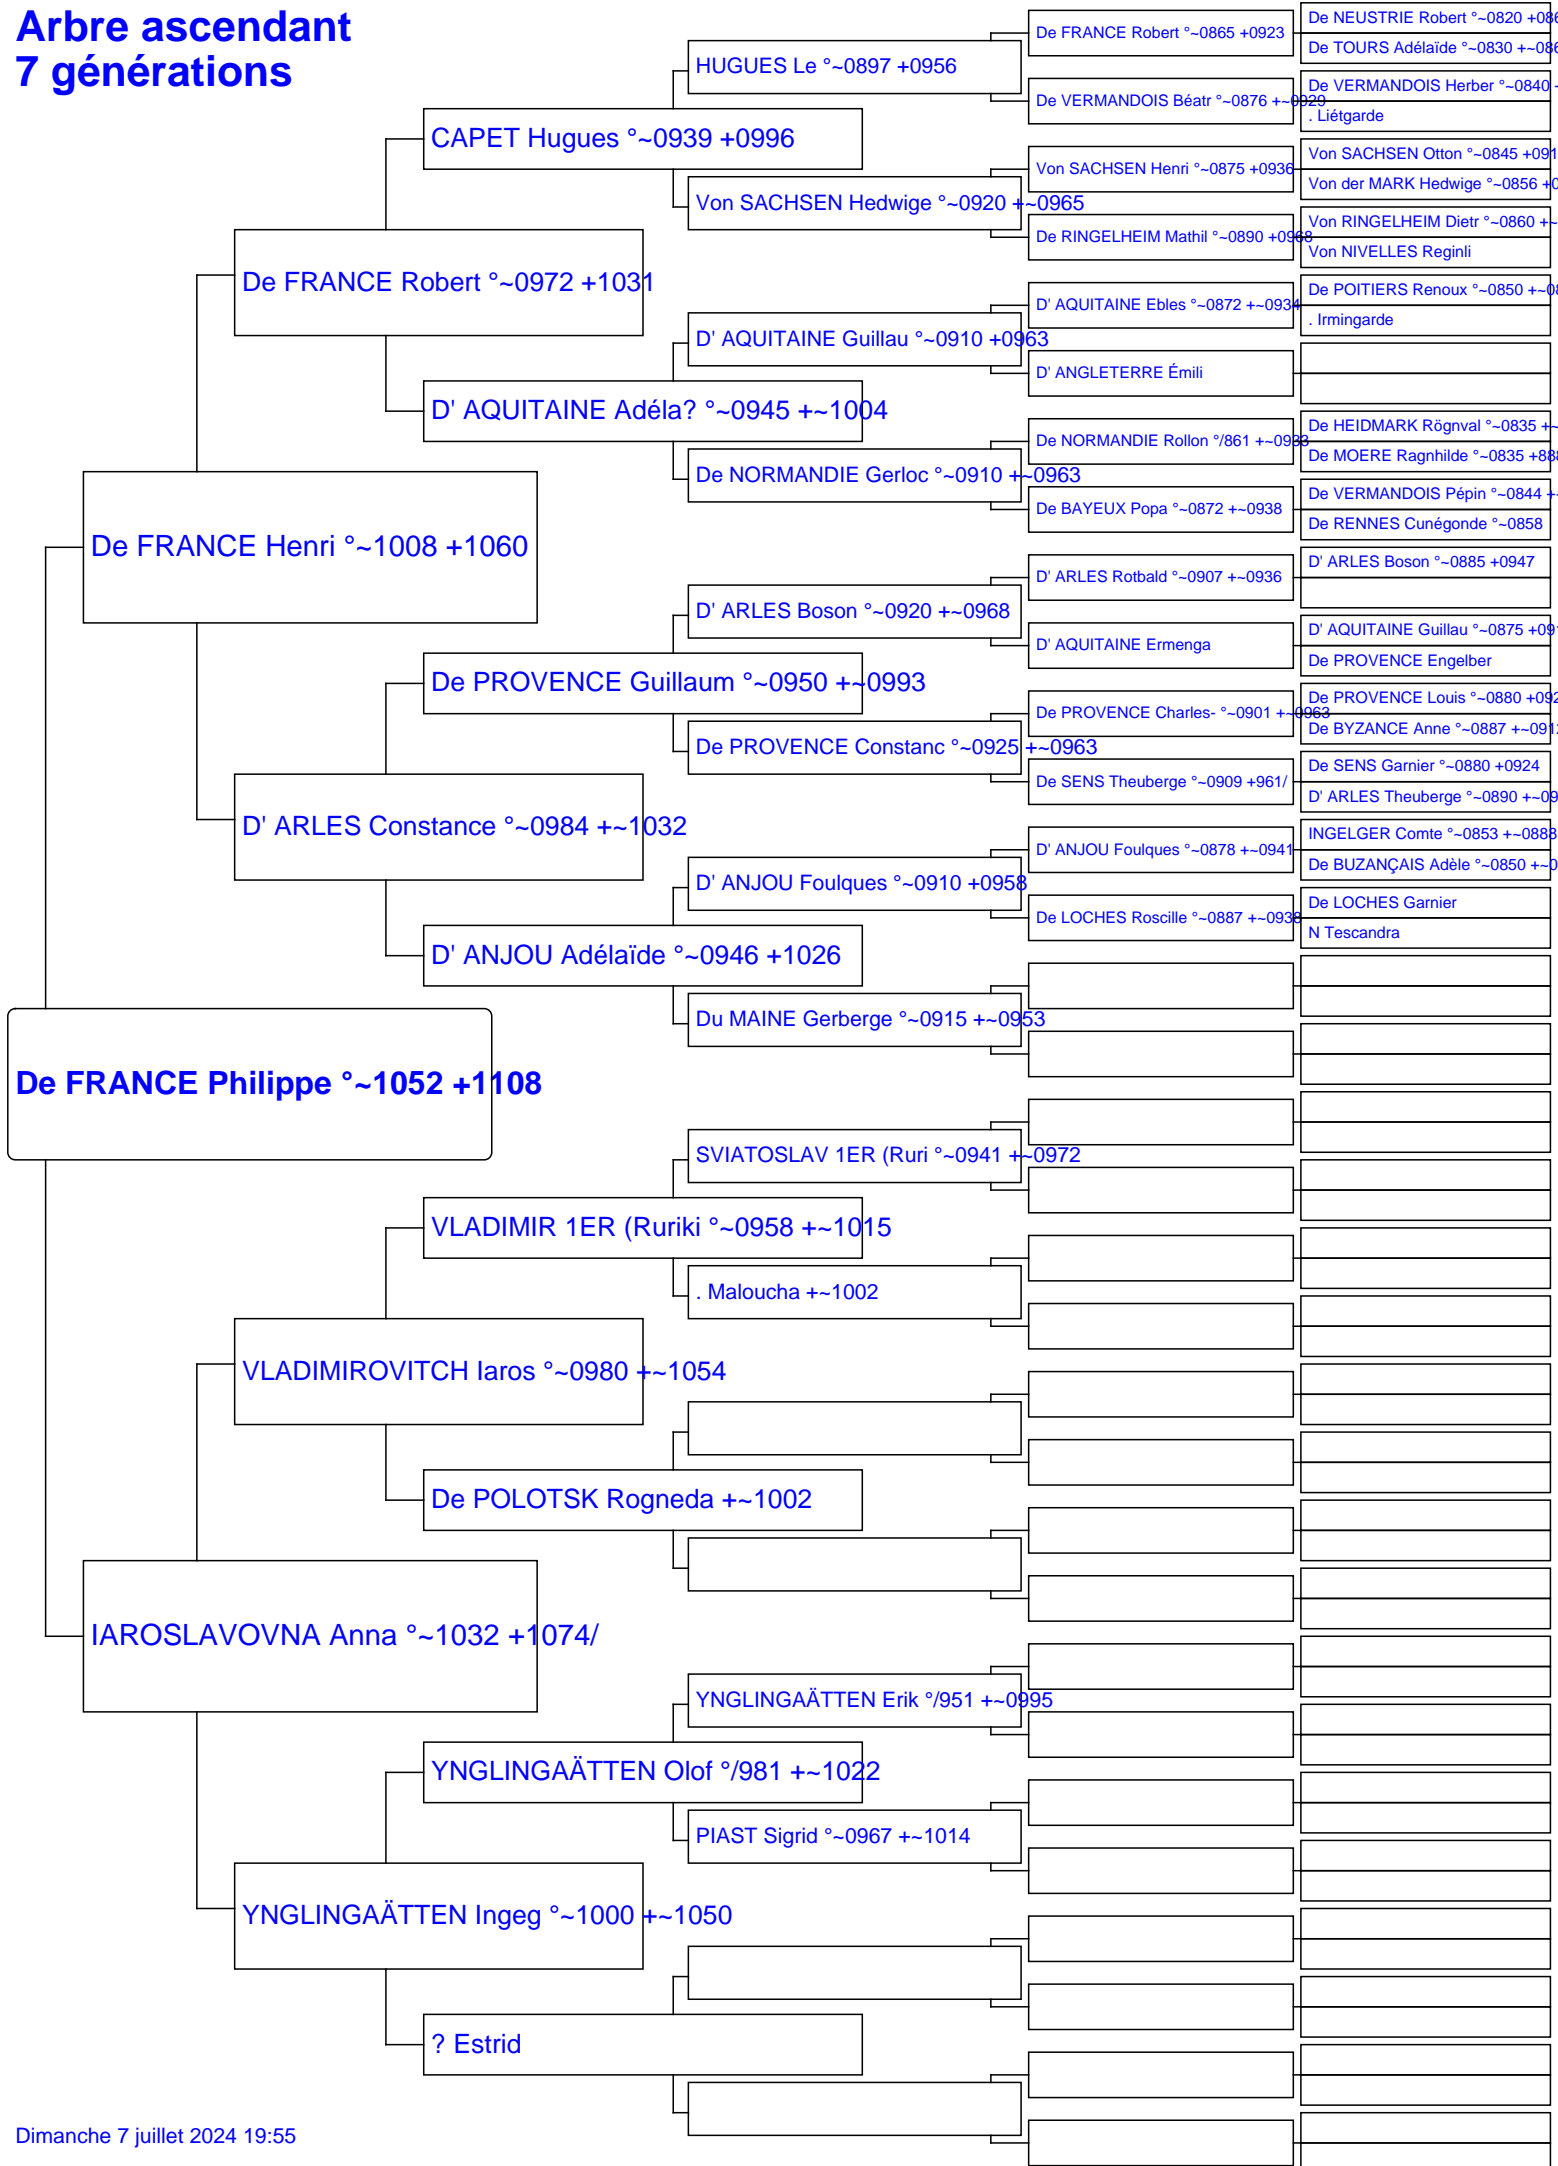 Arbre ascendant
7 générations
De FRANCE Philippe °~1052 +1108
De FRANCE Henri °~1008 +1060
IAROSLAVOVNA Anna °~1032 +1074/
De FRANCE Robert °~0972 +1031
D' ARLES Constance °~0984 +~1032
VLADIMIROVITCH Iaros °~0980 +~1054
YNGLINGAÄTTEN Ingeg °~1000 +~1050
CAPET Hugues °~0939 +0996
D' AQUITAINE Adéla? °~0945 +~1004
De PROVENCE Guillaum °~0950 +~0993
D' ANJOU Adélaïde °~0946 +1026
VLADIMIR 1ER (Ruriki °~0958 +~1015
De POLOTSK Rogneda +~1002
YNGLINGAÄTTEN Olof °/981 +~1022
? Estrid
HUGUES Le °~0897 +0956
Von SACHSEN Hedwige °~0920 +~0965
D' AQUITAINE Guillau °~0910 +0963
De NORMANDIE Gerloc °~0910 +~0963
D' ARLES Boson °~0920 +~0968
De PROVENCE Constanc °~0925 +~0963
D' ANJOU Foulques °~0910 +0958
Du MAINE Gerberge °~0915 +~0953
SVIATOSLAV 1ER (Ruri °~0941 +~0972
. Maloucha +~1002
YNGLINGAÄTTEN Erik °/951 +~0995
PIAST Sigrid °~0967 +~1014
De FRANCE Robert °~0865 +0923
De VERMANDOIS Béatr °~0876 +~0929
Von SACHSEN Henri °~0875 +0936
De RINGELHEIM Mathil °~0890 +0968
D' AQUITAINE Ebles °~0872 +~0934
D' ANGLETERRE Émili
De NORMANDIE Rollon °/861 +~0933
De BAYEUX Popa °~0872 +~0938
D' ARLES Rotbald °~0907 +~0936
D' AQUITAINE Ermenga
De PROVENCE Charles- °~0901 +~0963
De SENS Theuberge °~0909 +961/
D' ANJOU Foulques °~0878 +~0941
De LOCHES Roscille °~0887 +~0938
De NEUSTRIE Robert °~0820 +086
De TOURS Adélaïde °~0830 +~086
De VERMANDOIS Herber °~0840 +
. Liétgarde
Von SACHSEN Otton °~0845 +091
Von der MARK Hedwige °~0856 +0
Von RINGELHEIM Dietr °~0860 +~
Von NIVELLES Reginli
De POITIERS Renoux °~0850 +~08
. Irmingarde
De HEIDMARK Rögnval °~0835 +~
De MOERE Ragnhilde °~0835 +888
De VERMANDOIS Pépin °~0844 +~
De RENNES Cunégonde °~0858
D' ARLES Boson °~0885 +0947
D' AQUITAINE Guillau °~0875 +091
De PROVENCE Engelber
De PROVENCE Louis °~0880 +092
De BYZANCE Anne °~0887 +~0912
De SENS Garnier °~0880 +0924
D' ARLES Theuberge °~0890 +~09
INGELGER Comte °~0853 +~0888
De BUZANÇAIS Adèle °~0850 +~0
De LOCHES Garnier
N Tescandra
Dimanche 7 juillet 2024 19:55